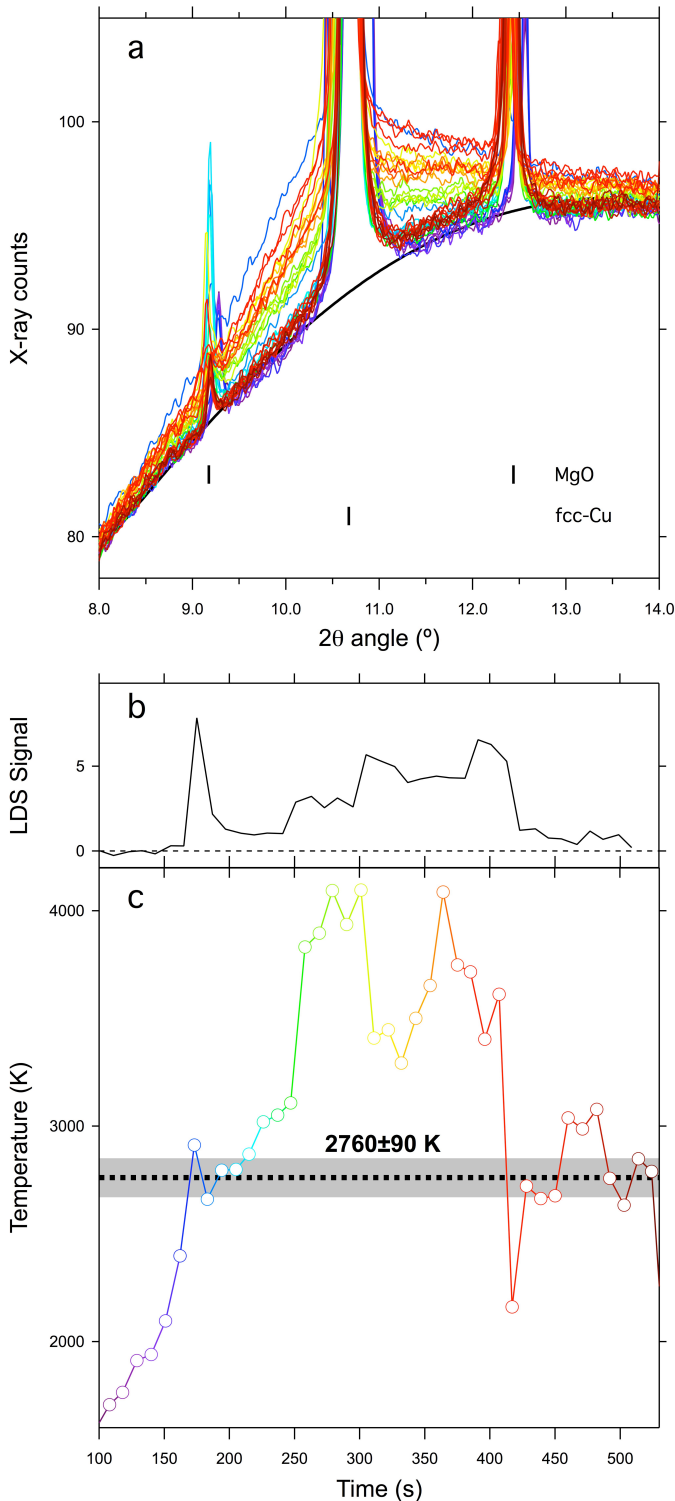 a
100
90
80
X-ray counts
MgO
fcc-Cu
8.0 9.0 10.0 11.0 12.0 13.0 14.0
2θ angle (º)
b
5
0
LDS Signal
c
4000
3000
2000
2760±90 K
Temperature (K)
100 150 200 250 300 350 400 450 500
Time (s)